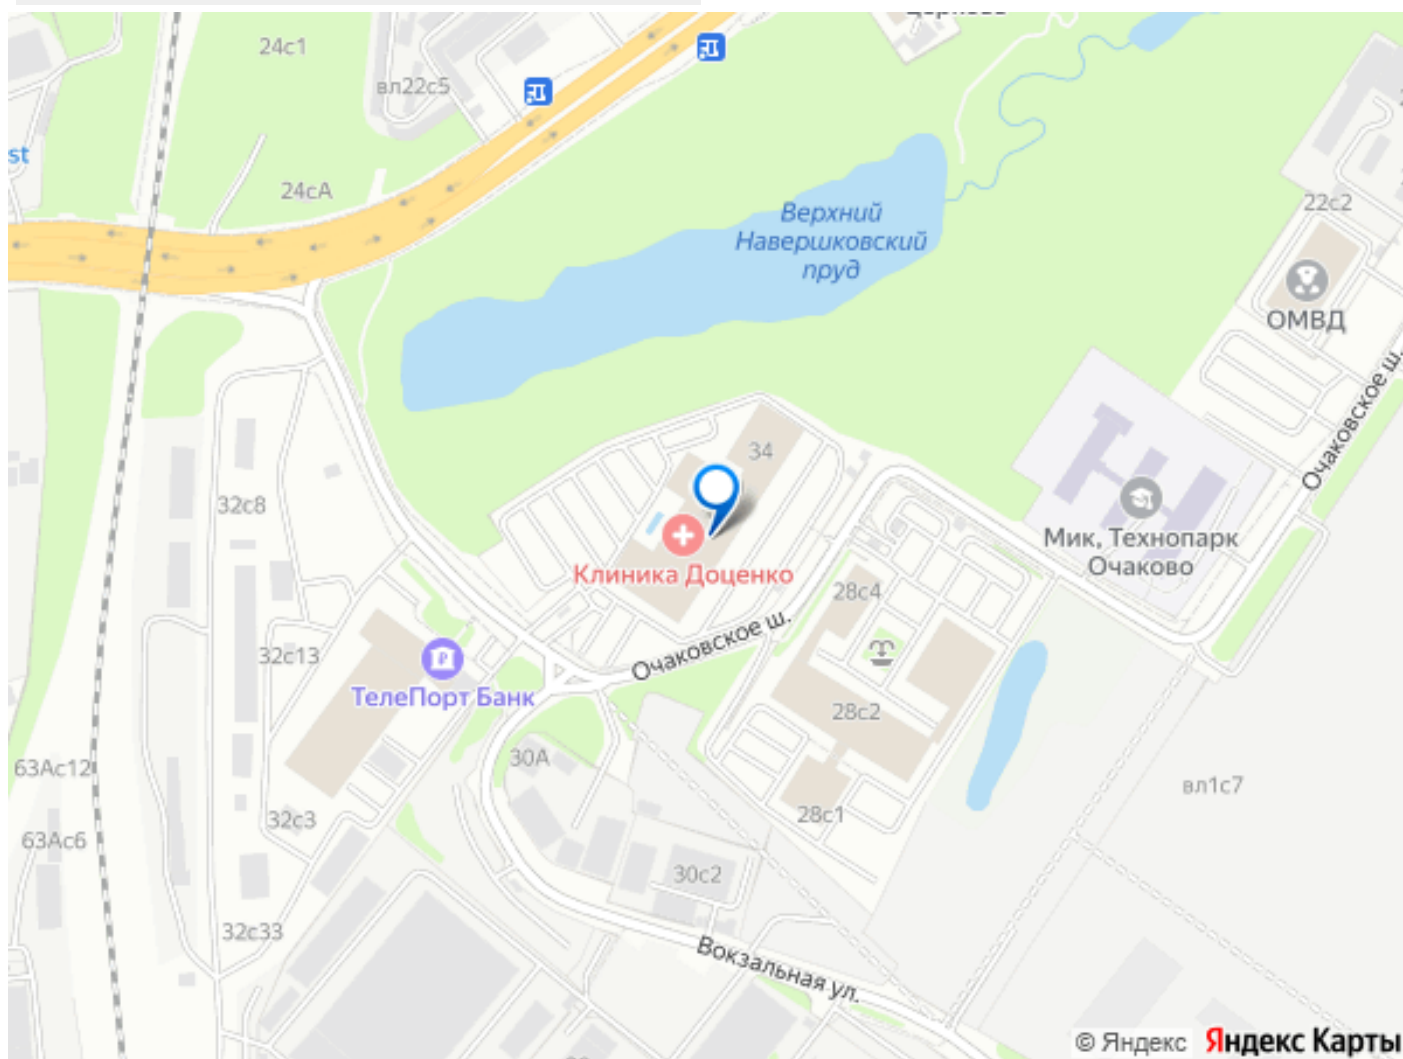 24с1
вл22с5
st
24сА
22с2
Верхний
Навершковский
пруд
ОМВД
Очаковское ш.
34
32с8
Клиника Доценко
Мик, Технопарк
Очаково
28с4
Очаковское ш.
32с13
ТелеПорт Банк
28с2
30А
63Ас12
вл1с7
28с1
32с3
63Ас6
30с2
32с33
Вокзальная ул.
© Яндекс Яндекс Карты